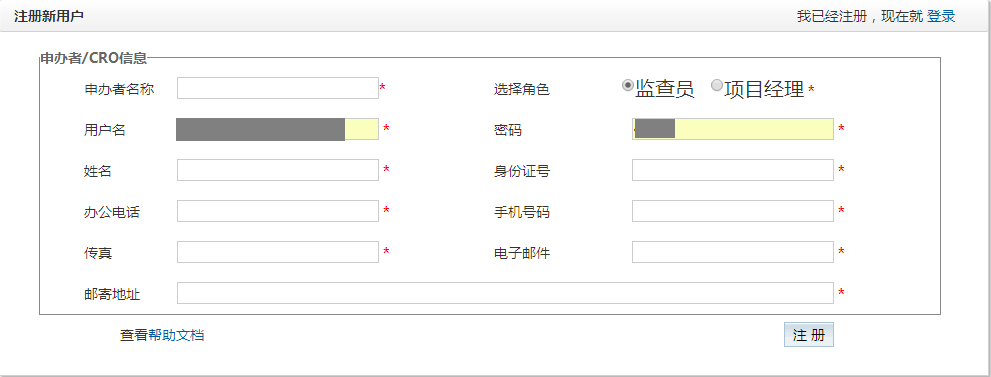 注册新用户 我已经注册，现在就 登录
申办者/CRO信息
申办者名称 * 选择角色 监查员 项目经理 *
用户名 * 密码 *
姓名 * 身份证号 *
办公电话 * 手机号码 *
传真 * 电子邮件 *
邮寄地址 *
查看帮助文档 注 册